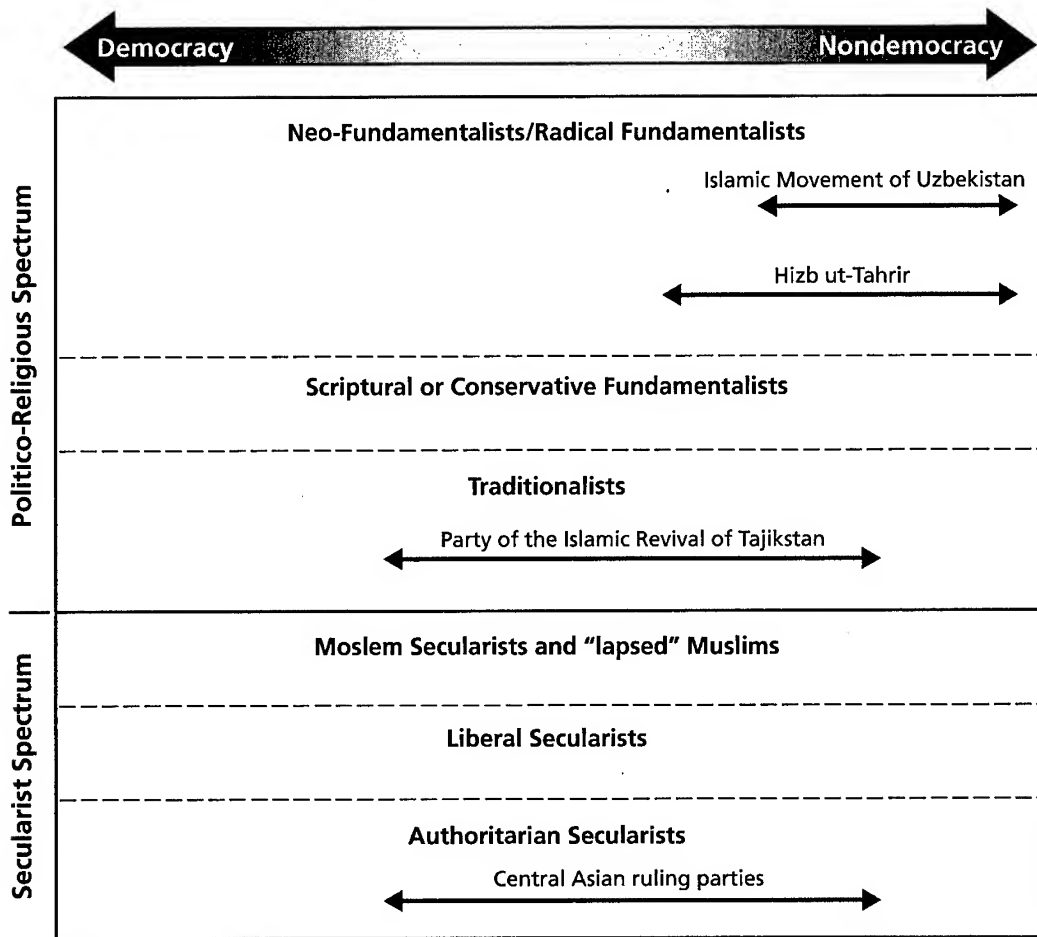 Democracy
Nondemocracy
Politico-Religious Spectrum
Neo-Fundamentalists/Radical Fundamentalists
Islamic Movement of Uzbekistan
Hizb ut-Tahrir
Scriptural or Conservative Fundamentalists
Traditionalists
Party of the Islamic Revival of Tajikstan
Secularist Spectrum
Moslem Secularists and “lapsed” Muslims
Liberal Secularists
Authoritarian Secularists
Central Asian ruling parties